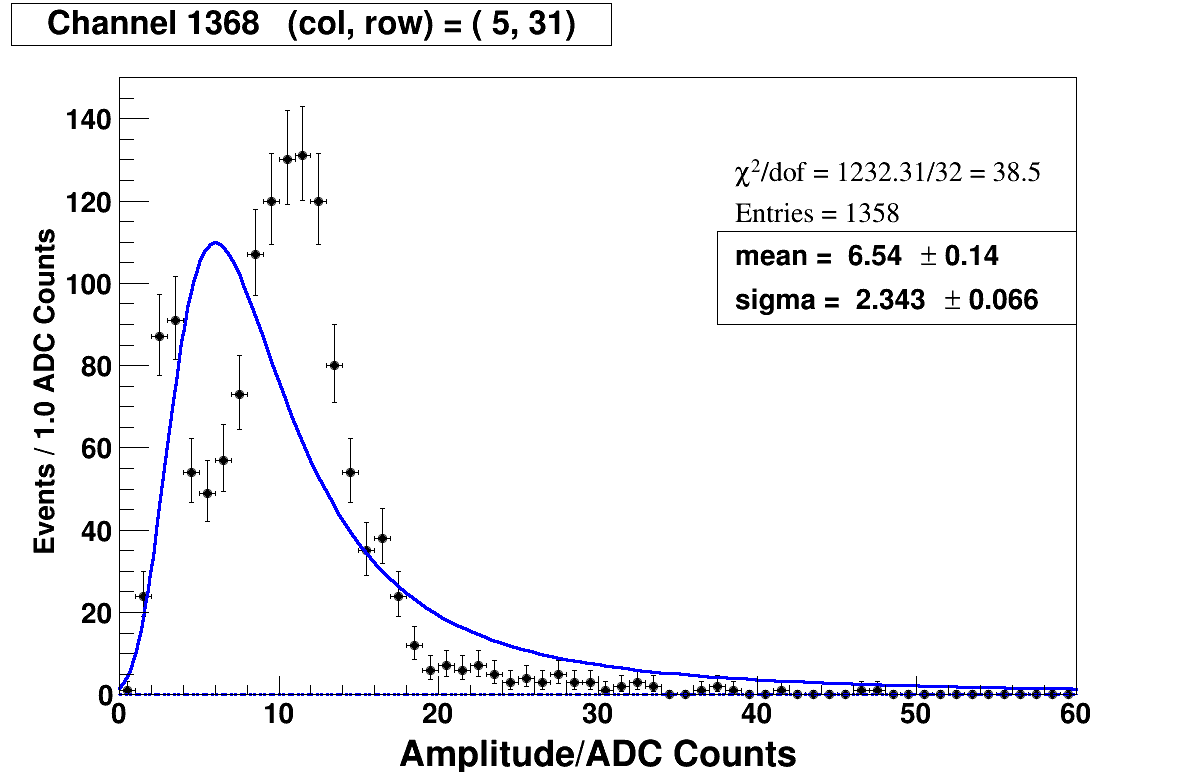 Channel 1368 (col, row) = ( 5, 31)
140
120
100
80
60
40
20
0
Events / 1.0 ADC Counts
χ²/dof = 1232.31/32 = 38.5
Entries = 1358
mean = 6.54 ± 0.14
sigma = 2.343 ± 0.066
0 10 20 30 40 50 60
Amplitude/ADC Counts